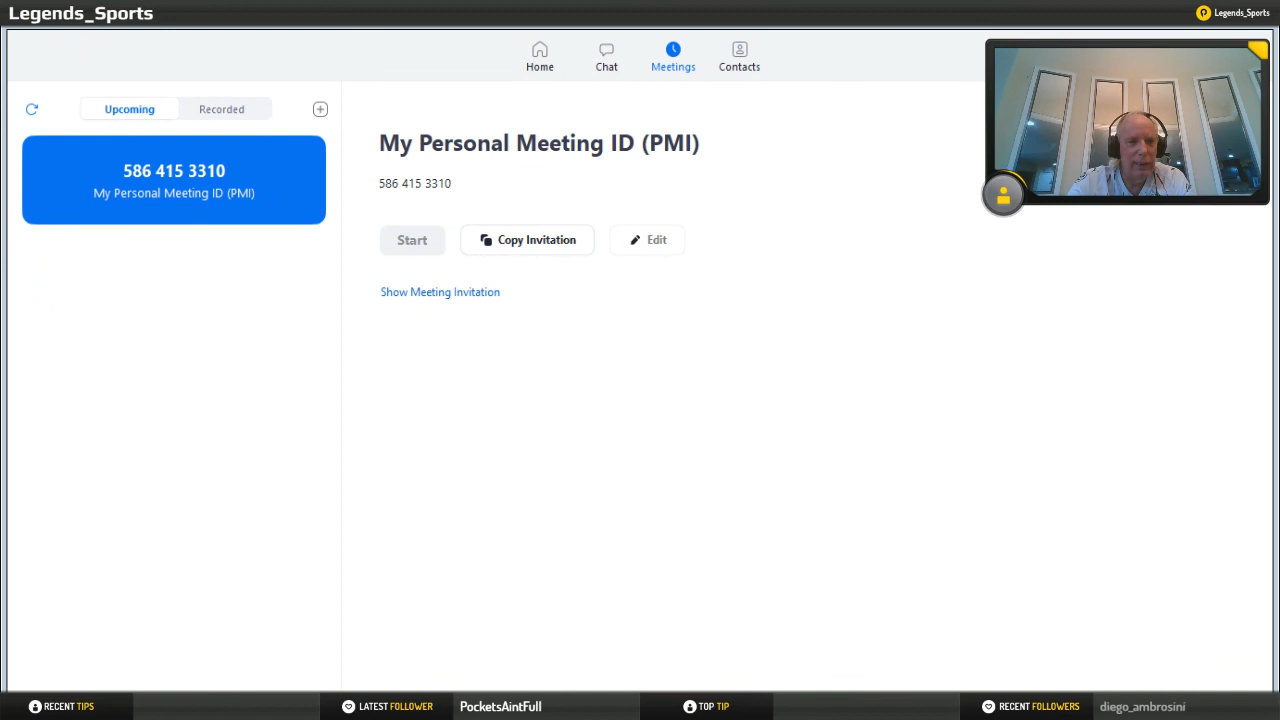 Legends_Sports
Legends_Sports
Home
Chat
Meetings
Contacts
Upcoming
Recorded
586 415 3310
My Personal Meeting ID (PMI)
My Personal Meeting ID (PMI)
586 415 3310
Start
Copy Invitation
Edit
Show Meeting Invitation
RECENT TIPS
LATEST FOLLOWER
PocketsAintFull
TOP TIP
RECENT FOLLOWERS
diego_ambrosini